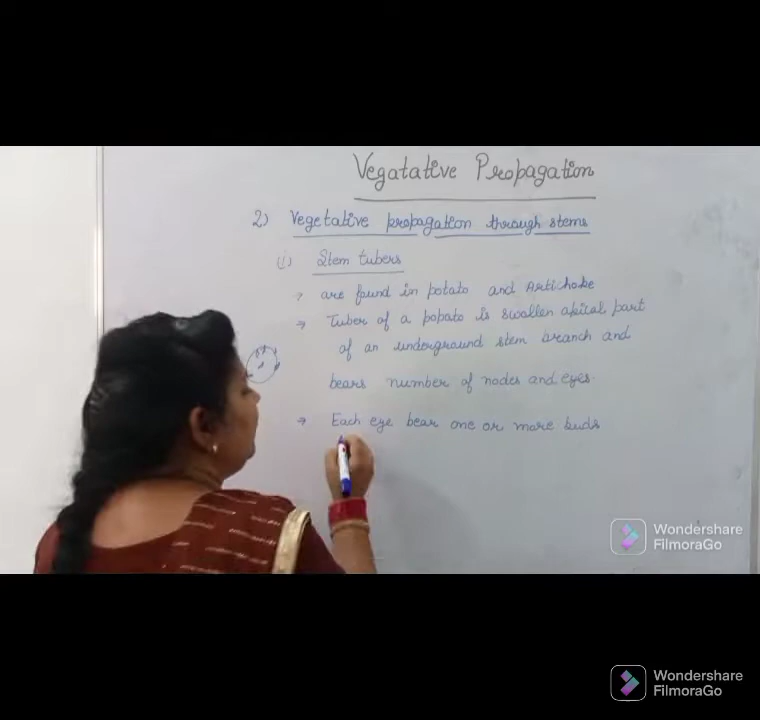 Vegatative Propagation
2) Vegetative propagation through stems
(i) Stem tubers
→ are found in potato and Artichoke
→ Tuber of a popato is swollen apical part
of an underground stem branch and
bears number of nodes and eyes.
→ Each eye bear one or more buds
Wondershare
FilmoraGo
Wondershare
FilmoraGo